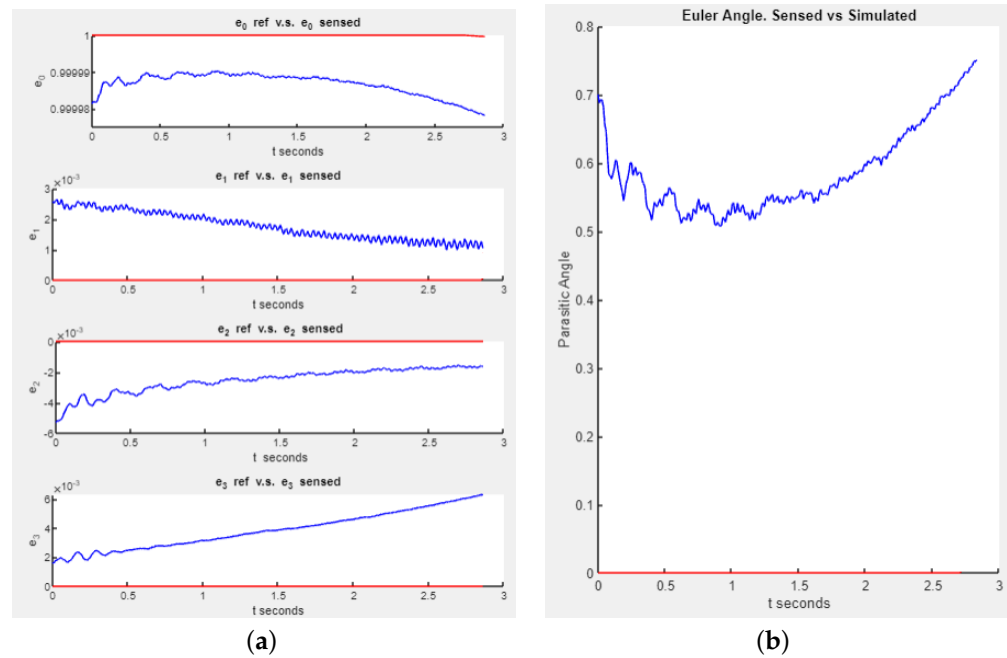 e0 ref v.s. e0 sensed
1
0.99999
0.99998
e0
0 0.5 1 1.5 2 2.5 3
t seconds
e1 ref v.s. e1 sensed
×10-3
3
2
1
0
e1
0 0.5 1 1.5 2 2.5 3
t seconds
e2 ref v.s. e2 sensed
×10-3
0
-2
-4
-6
e2
0 0.5 1 1.5 2 2.5 3
t seconds
e3 ref v.s. e3 sensed
×10-3
6
4
2
0
e3
0 0.5 1 1.5 2 2.5 3
t seconds
(a)
Euler Angle. Sensed vs Simulated
0.8
0.7
0.6
0.5
0.4
0.3
0.2
0.1
0
Parasitic Angle
0 0.5 1 1.5 2 2.5 3
t seconds
(b)